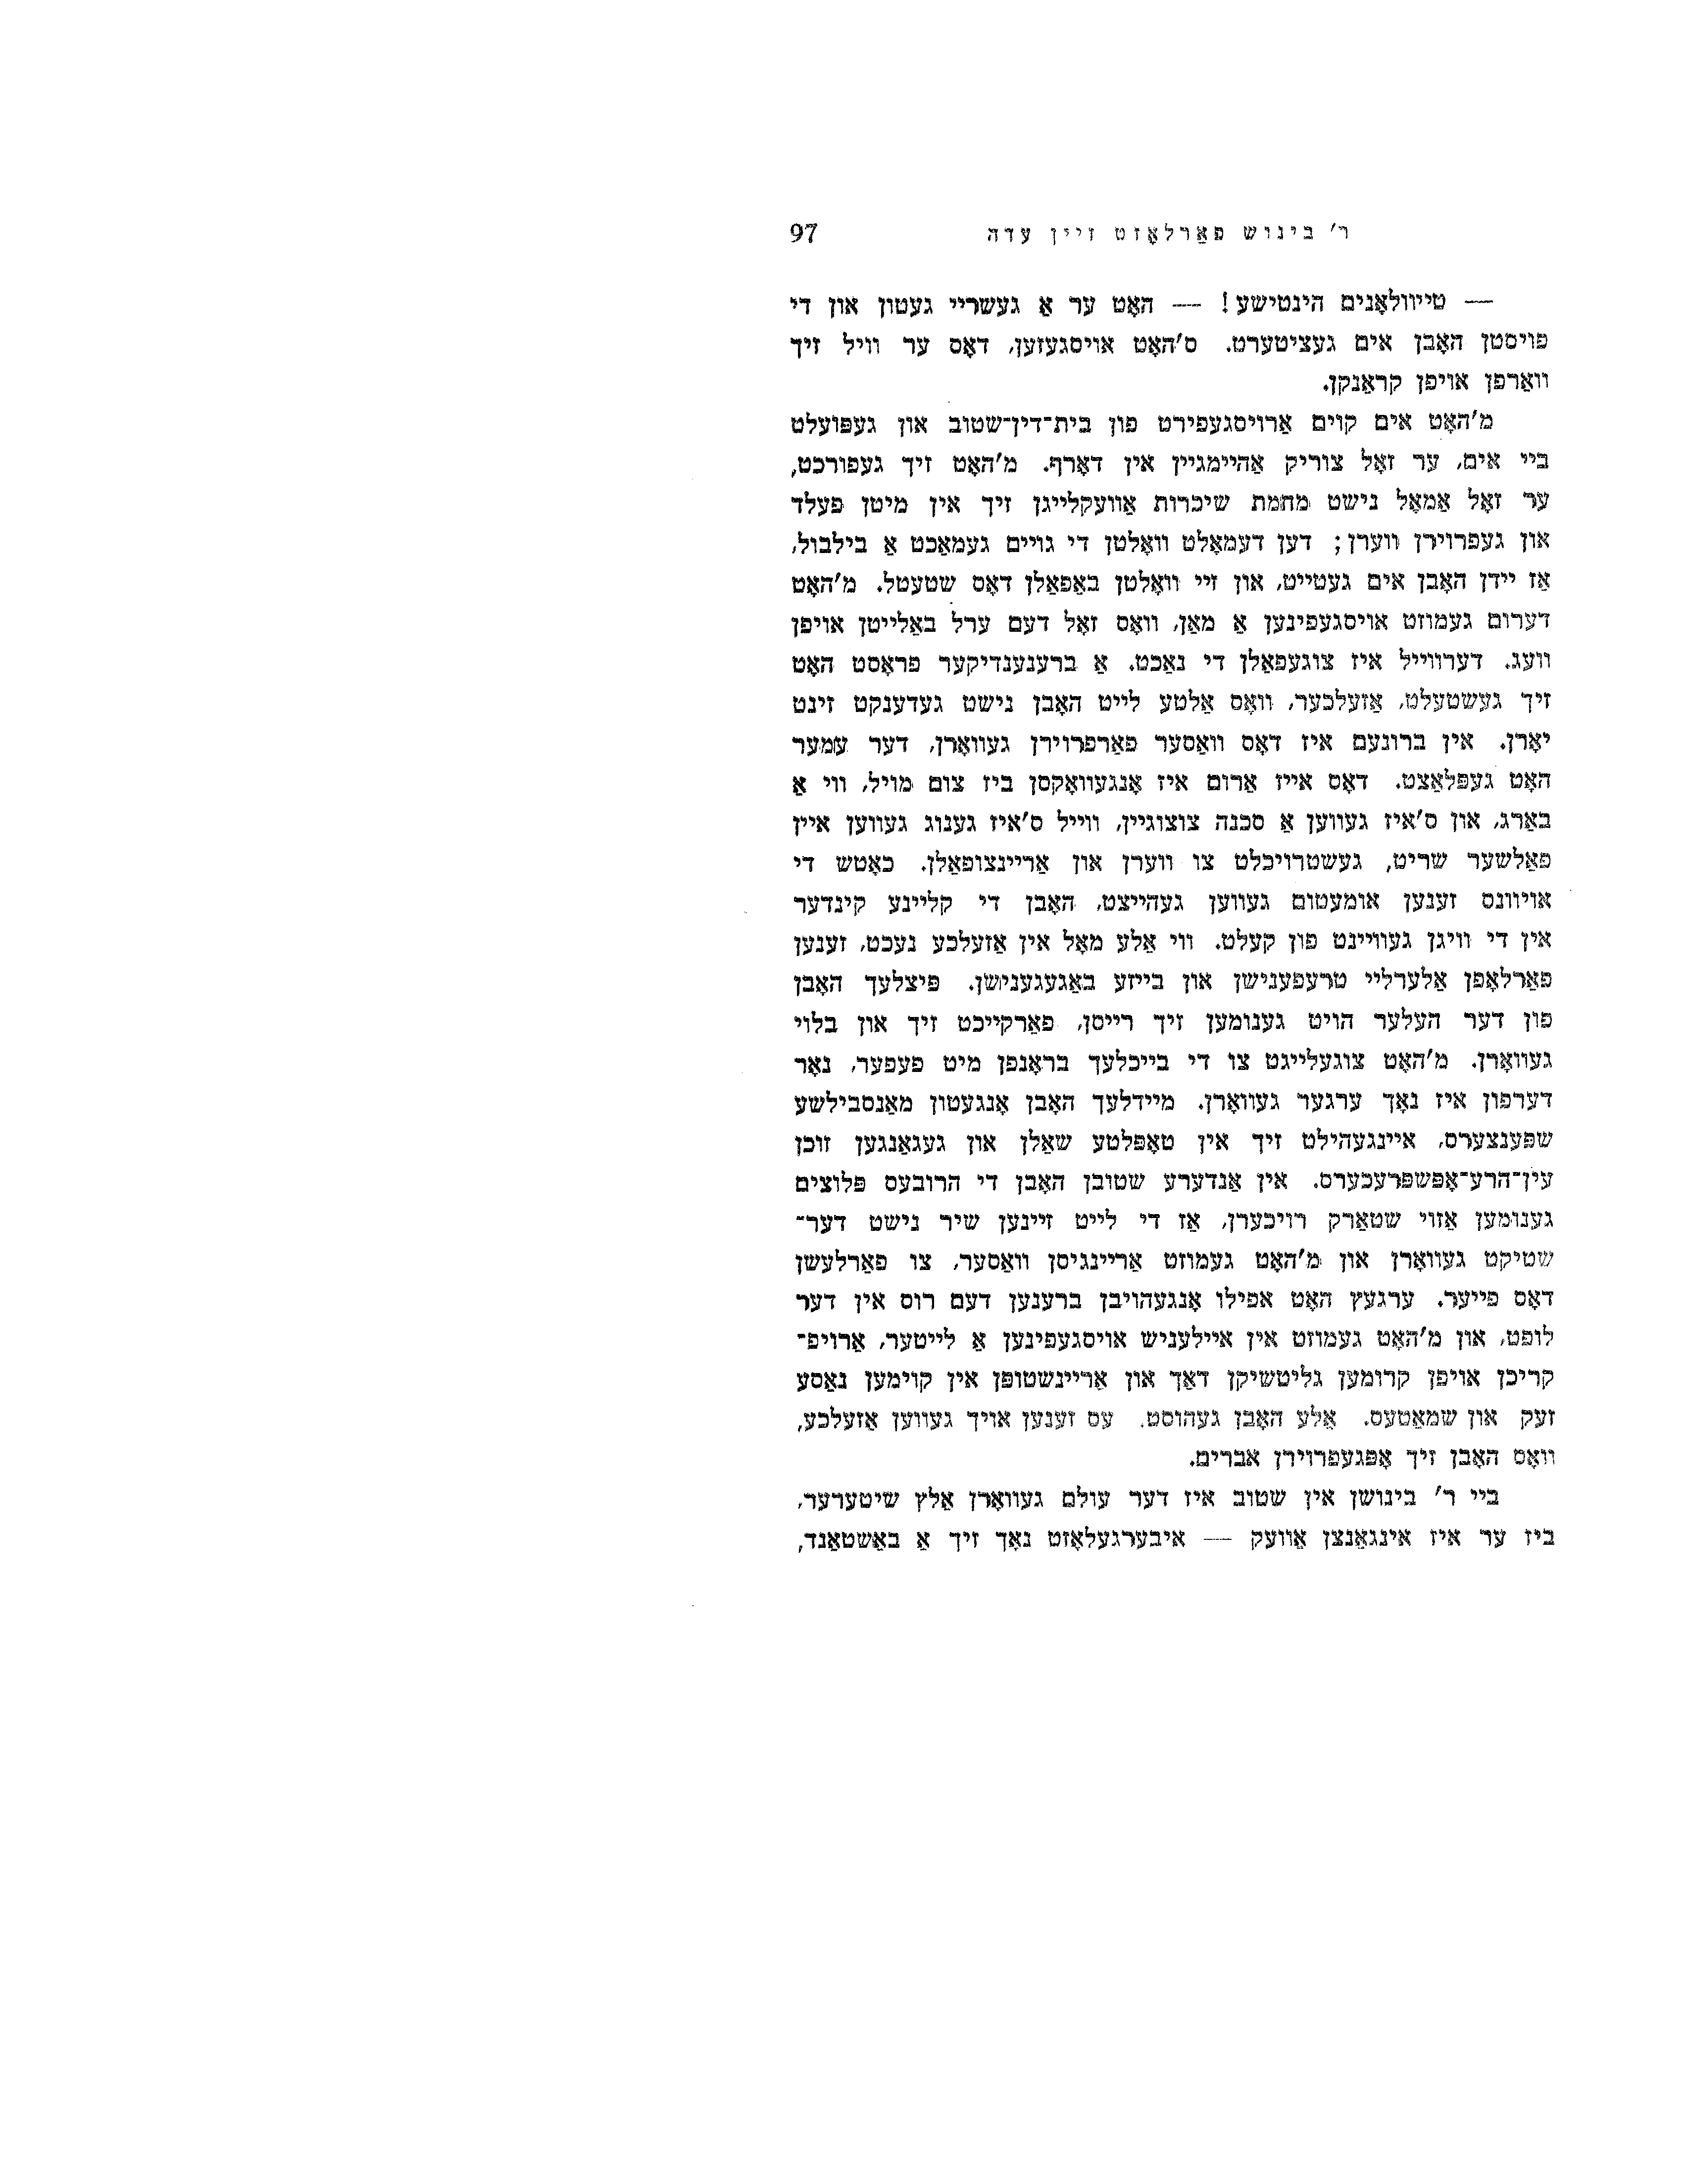 ר' בינוש פאַרלאָזט זיין עדה 97
— טייוולאָנים הינטישע! — האָט ער אַ געשריי געטון און די
פויסטן האָבן אים געציטערט. ס'האָט אויסגעזען, דאָס ער וויל זיך
וואַרפן אויפן קראַנקן.
מ'האָט אים קוים אַרויסגעפירט פון בית־דין־שטוב און געפּועלט
ביי אים, ער זאָל צוריק אַהיימגיין אין דאָרף. מ'האָט זיך געפורכט,
ער זאָל אַמאָל נישט מחמת שיכרות אַוועקלייגן זיך אין מיטן פעלד
און געפרוירן ווערן; דען דעמאָלט וואָלטן די גויים געמאַכט אַ בילבול,
אַז יידן האָבן אים געטייט, און זיי וואָלטן באַפאַלן דאָס שטעטל. מ'האָט
דערום געמוזט אויסגעפינען אַ מאַן, וואָס זאָל דעם ערל באַלייטן אויפן
וועג. דערווייל איז צוגעפאַלן די נאַכט. אַ ברענענדיקער פראָסט האָט
זיך געשטעלט, אַזעלכער, וואָס אַלטע לייט האָבן נישט געדענקט זינט
יאָרן. אין ברונעם איז דאָס וואַסער פאַרפרוירן געוואָרן, דער עמער
האָט געפּלאַצט. דאָס אייז אַרום איז אָנגעוואָקסן ביז צום מויל, ווי אַ
באַרג, און ס'איז געווען אַ סכנה צוצוגיין, ווייל ס'איז גענוג געווען איין
פאַלשער שריט, געשטרויכלט צו ווערן און אַריינצופאַלן. כאָטש די
אויוונס זענען אומעטום געווען געהייצט, האָבן די קליינע קינדער
אין די וויגן געוויינט פון קעלט. ווי אַלע מאָל אין אַזעלכע נעכט, זענען
פאַרלאָפן אַלערליי טרעפענישן און בייזע באַגעגענישן. פּיצלעך האָבן
פון דער העלער הויט גענומען זיך רייסן, פאַרקייכט זיך און בלוי
געוואָרן. מ'האָט צוגעלייגט צו די בייכלעך בראָנפן מיט פעפער, נאָר
דערפון איז נאָך ערגער געוואָרן. מיידלעך האָבן אָנגעטון מאַנסבילשע
שפּענצערס, איינגעהילט זיך אין טאָפּלטע שאַלן און געגאַנגען זוכן
עין־הרע־אָפּשפּרעכערס. אין אַנדערע שטובן האָבן די הרובעס פּלוצים
גענומען אַזוי שטאַרק רויכערן, אַז די לייט זיינען שיר נישט דער־
שטיקט געוואָרן און מ'האָט געמוזט אַריינגיסן וואַסער, צו פאַרלעשן
דאָס פייער. ערגעץ האָט אפילו אָנגעהויבן ברענען דעם רוס אין דער
לופט, און מ'האָט געמוזט אין איילעניש אויסגעפינען אַ לייטער, אַרויפ־
קריכן אויפן קרומען גליטשיקן דאַך און אַריינשטופּן אין קוימען נאַסע
זעק און שמאַטעס. אַלע האָבן געהוסט. עס זענען אויך געווען אַזעלכע,
וואָס האָבן זיך אָפּגעפרוירן אברים.
ביי ר' בינושן אין שטוב איז דער עולם געוואָרן אַלץ שיטערער,
ביז ער איז אינגאַנצן אַוועק — איבערגעלאָזט נאָך זיך אַ באַשטאַנד,